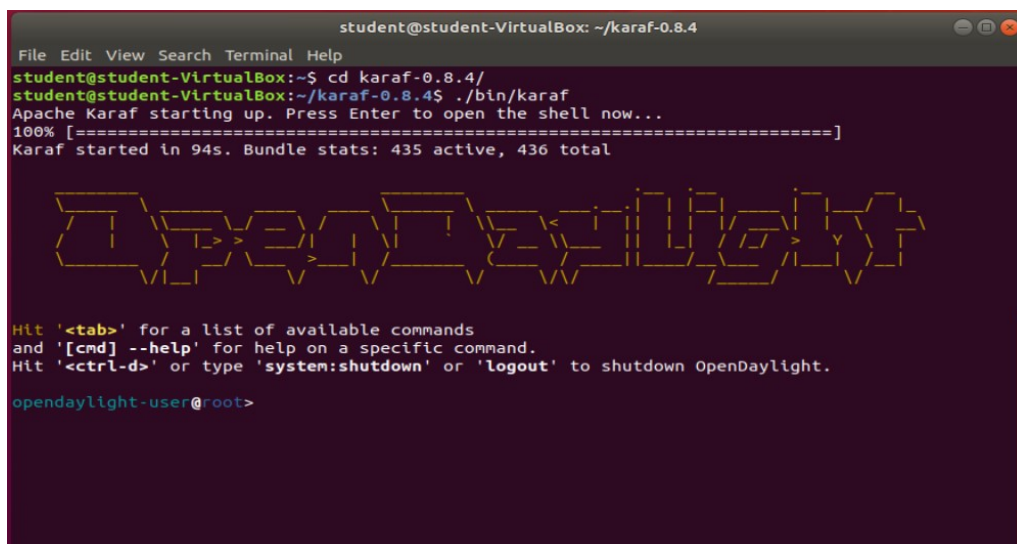 student@student-VirtualBox: ~/karaf-0.8.4
File Edit View Search Terminal Help
student@student-VirtualBox:~$ cd karaf-0.8.4/
student@student-VirtualBox:~/karaf-0.8.4$ ./bin/karaf
Apache Karaf starting up. Press Enter to open the shell now...
100% [========================================================================]
Karaf started in 94s. Bundle stats: 435 active, 436 total
OpenDaylight
Hit '<tab>' for a list of available commands
and '[cmd] --help' for help on a specific command.
Hit '<ctrl-d>' or type 'system:shutdown' or 'logout' to shutdown OpenDaylight.
opendaylight-user@root>